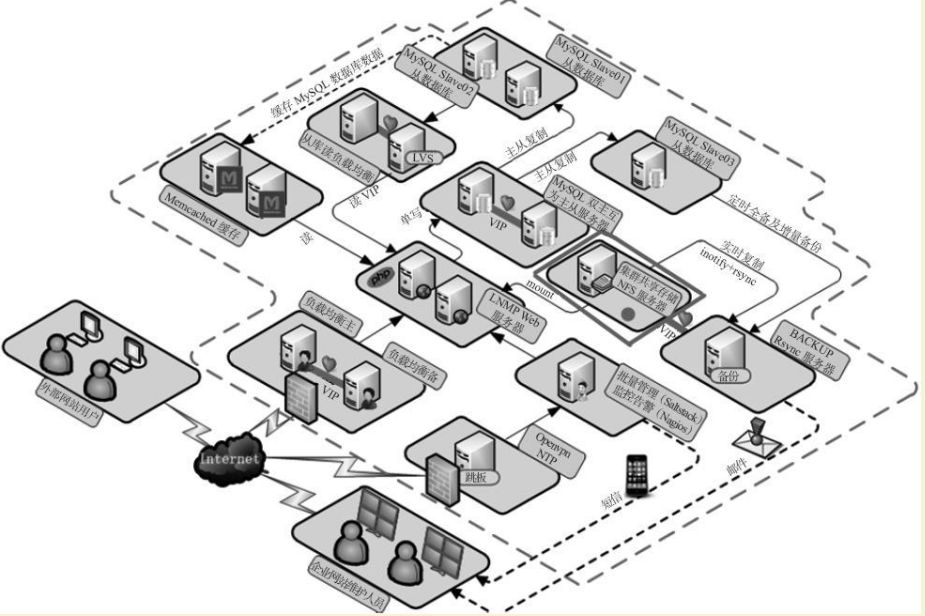 MySQL Slave01
从数据库
MySQL Slave02
从数据库
缓存 MySQL 数据库数据
从库读负载均衡
LVS
主从复制
主从复制
MySQL Slave03
从数据库
M
M
Memcached 缓存
读 VIP
读
单写
VIP
MySQL 双主互
为主从服务器
定时全备及增量备份
实时复制
inotify+rsync
集群共享存储
NFS 服务器
mount
php
LNMP Web
服务器
VIP
BACKUP
Rsync 服务器
备份
负载均衡主
负载均衡备
VIP
外部网站用户
批量管理（Saltstack）
监控告警（Nagios）
Openvpn
NTP
跳板
Internet
短信
邮件
企业网站维护人员